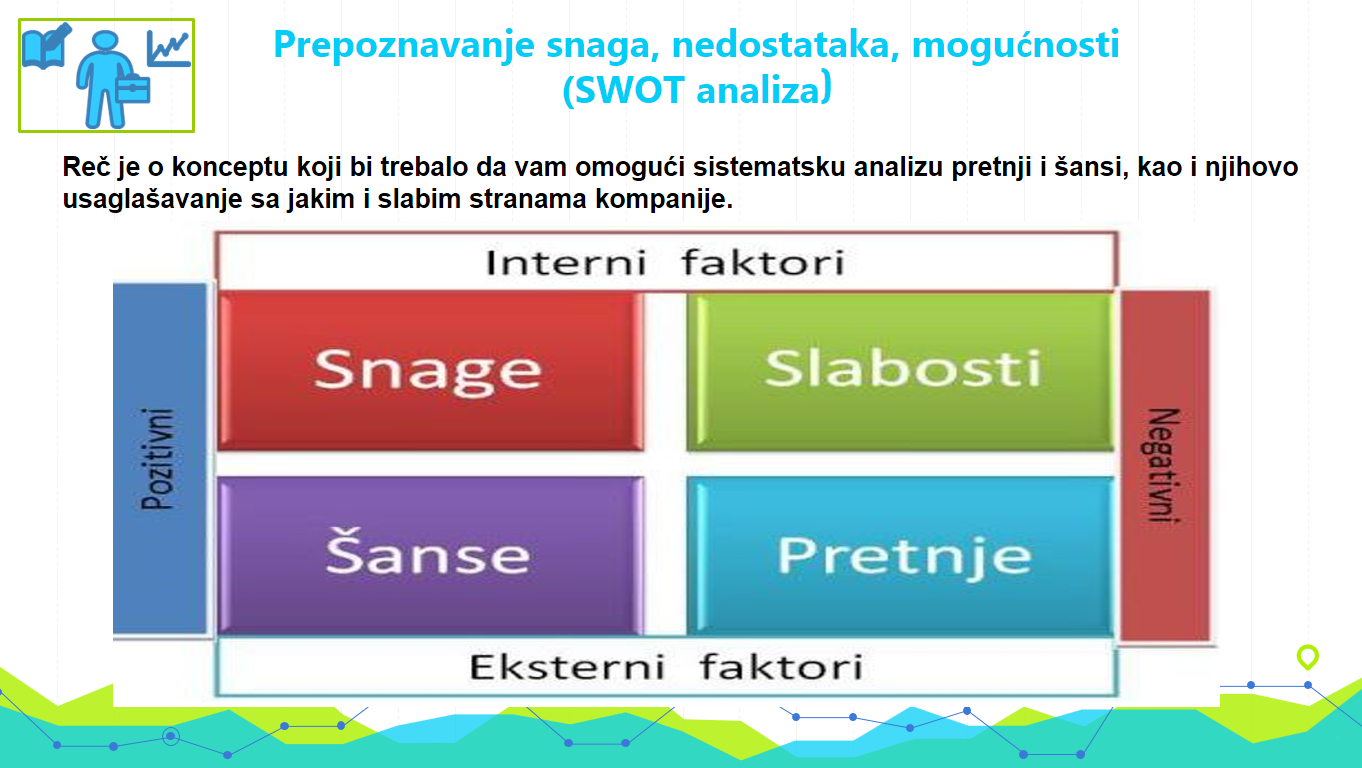 Prepoznavanje snaga, nedostataka, mogućnosti
(SWOT analiza)
Reč je o konceptu koji bi trebalo da vam omogući sistematsku analizu pretnji i šansi, kao i njihovo
usaglašavanje sa jakim i slabim stranama kompanije.
Interni faktori
Pozitivni
Snage
Slabosti
Negativni
Šanse
Pretnje
Eksterni faktori